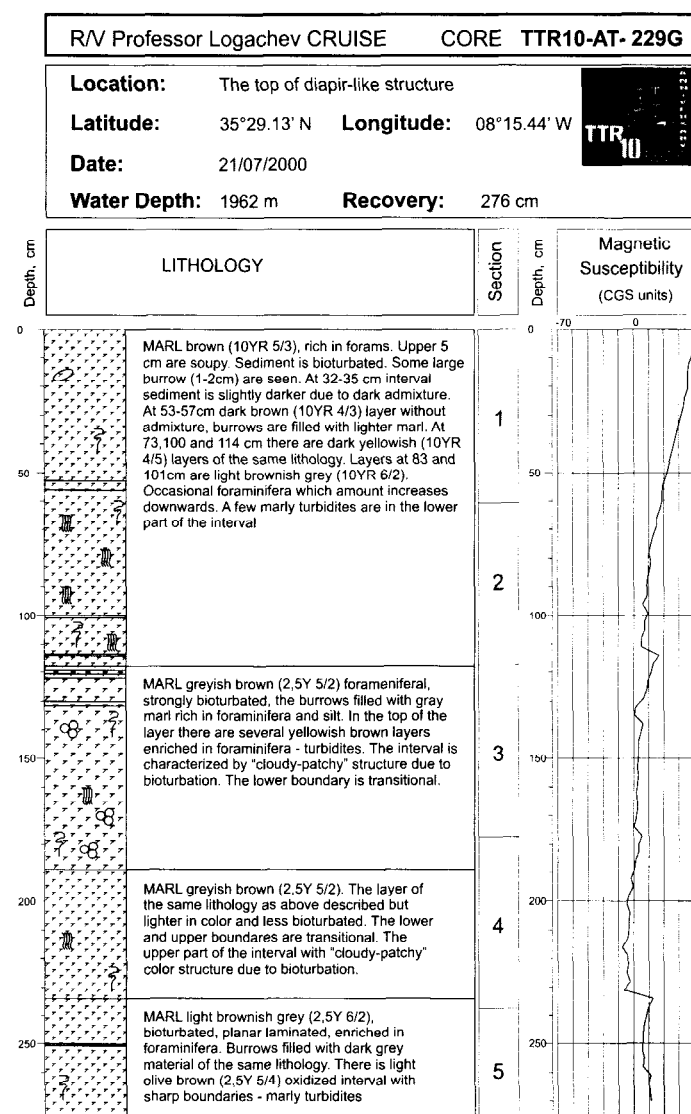 R/V Professor Logachev CRUISE CORE TTR10-AT- 229G
Location: The top of diapir-like structure
Latitude: 35°29.13' N Longitude: 08°15.44' W
Date: 21/07/2000
Water Depth: 1962 m Recovery: 276 cm
TTR
10
Depth, cm
LITHOLOGY
Section
Depth, cm
Magnetic
Susceptibility
(CGS units)
0
0
-70
0
MARL brown (10YR 5/3), rich in forams. Upper 5
cm are soupy. Sediment is bioturbated. Some large
burrow (1-2cm) are seen. At 32-35 cm interval
sediment is slightly darker due to dark admixture.
At 53-57cm dark brown (10YR 4/3) layer without
admixture, burrows are filled with lighter marl. At
73,100 and 114 cm there are dark yellowish (10YR
4/5) layers of the same lithology. Layers at 83 and
101cm are light brownish grey (10YR 6/2).
Occasional foraminifera which amount increases
downwards. A few marly turbidites are in the lower
part of the interval
1
50
50
2
100
100
MARL greyish brown (2,5Y 5/2) forameniferal,
strongly bioturbated, the burrows filled with gray
marl rich in foraminifera and silt. In the top of the
layer there are several yellowish brown layers
enriched in foraminifera - turbidites. The interval is
characterized by "cloudy-patchy" structure due to
bioturbation. The lower boundary is transitional.
3
150
150
MARL greyish brown (2,5Y 5/2). The layer of
the same lithology as above described but
lighter in color and less bioturbated. The lower
and upper boundares are transitional. The
upper part of the interval with "cloudy-patchy"
color structure due to bioturbation.
200
200
4
MARL light brownish grey (2,5Y 6/2),
bioturbated, planar laminated, enriched in
foraminifera. Burrows filled with dark grey
material of the same lithology. There is light
olive brown (2,5Y 5/4) oxidized interval with
sharp boundaries - marly turbidites
250
250
5